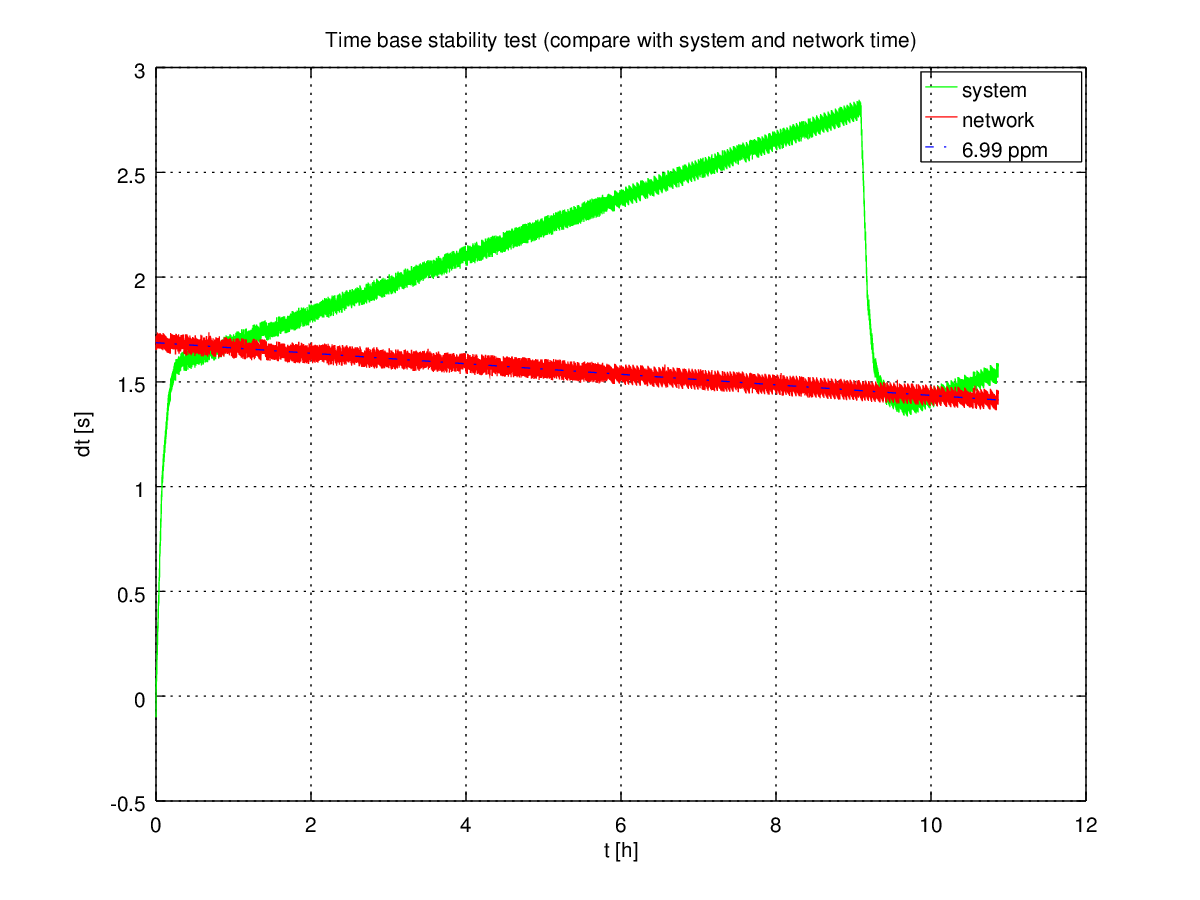 Time base stability test (compare with system and network time)
3
2.5
2
1.5
1
0.5
0
-0.5
dt [s]
system
network
6.99 ppm
0 2 4 6 8 10 12
t [h]